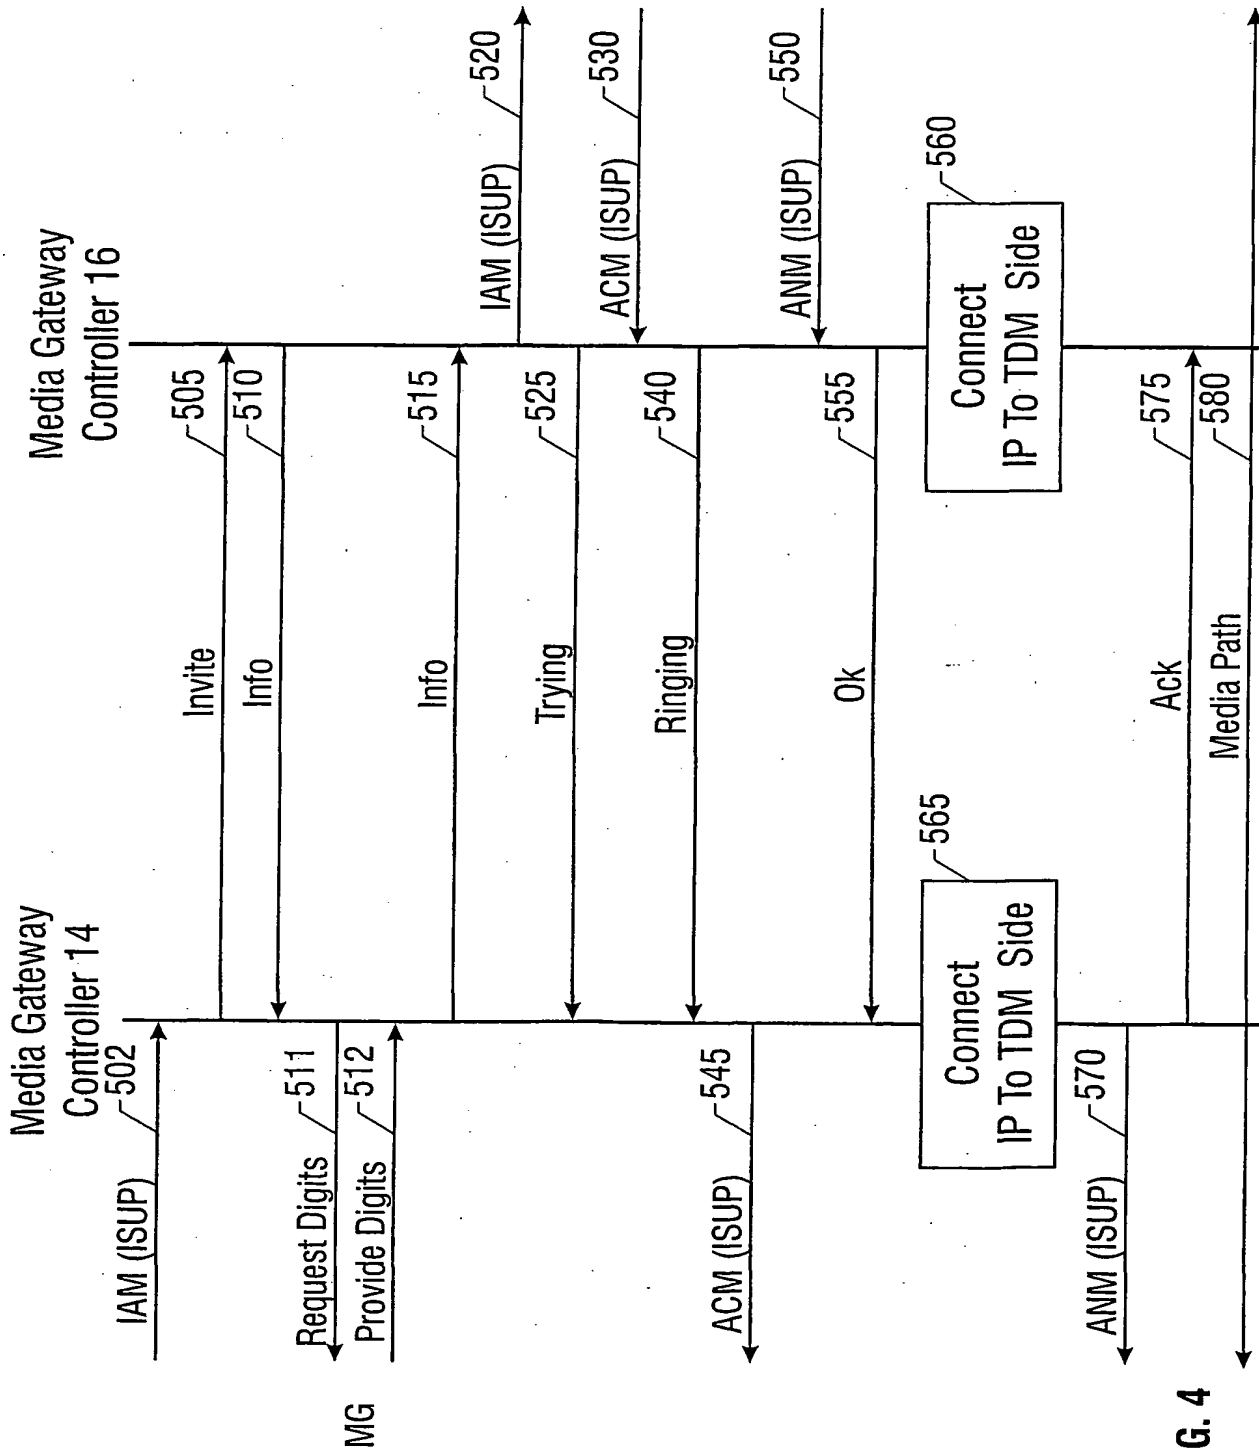 Media Gateway
Controller 14
Media Gateway
Controller 16
IAM (ISUP)
502
Invite
505
Info
510
Request Digits
511
MG
Provide Digits
512
Info
515
IAM (ISUP)
520
Trying
525
ACM (ISUP)
530
Ringing
540
ACM (ISUP)
545
ANM (ISUP)
550
Ok
555
Connect
IP To TDM Side
560
Connect
IP To TDM Side
565
ANM (ISUP)
570
Ack
575
Media Path
580
G. 4